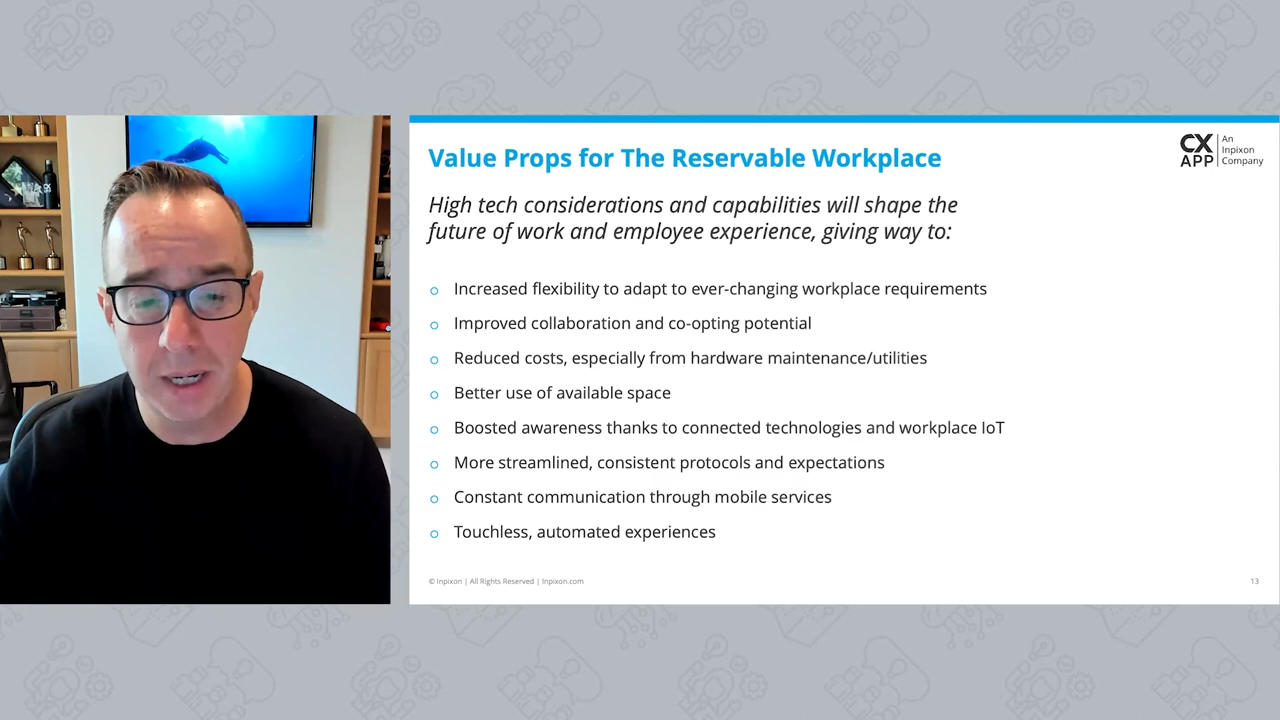 Value Props for The Reservable Workplace
CX
APP
An
Inpixon
Company
High tech considerations and capabilities will shape the
future of work and employee experience, giving way to:
Increased flexibility to adapt to ever-changing workplace requirements
Improved collaboration and co-opting potential
Reduced costs, especially from hardware maintenance/utilities
Better use of available space
Boosted awareness thanks to connected technologies and workplace IoT
More streamlined, consistent protocols and expectations
Constant communication through mobile services
Touchless, automated experiences
© Inpixon | All Rights Reserved | Inpixon.com
13